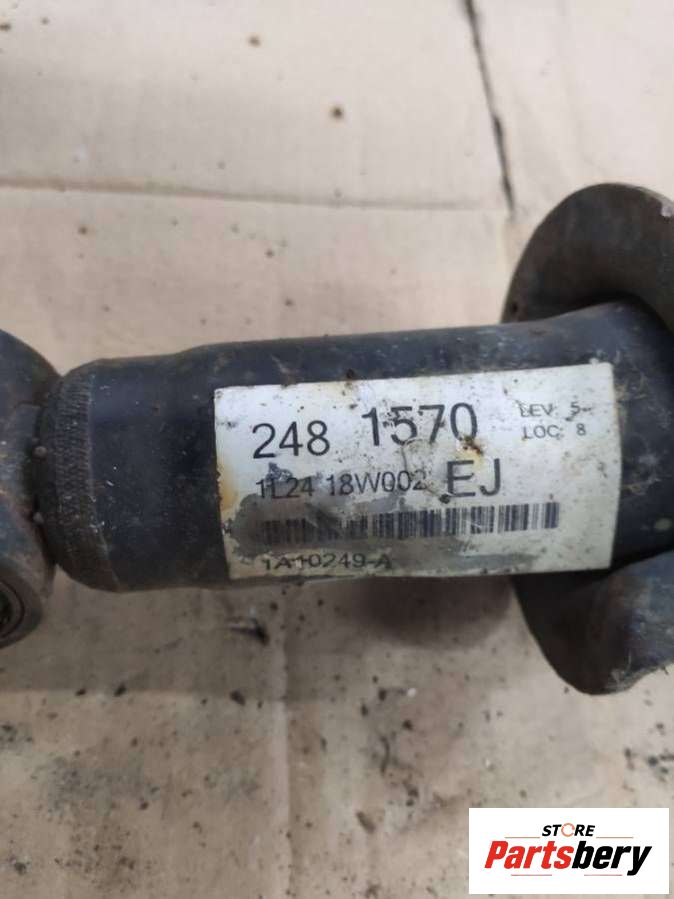 248 1570
LEV 5
LOC 8
1L24 18W002 EJ
1A10249-A
STORE
Partsbery